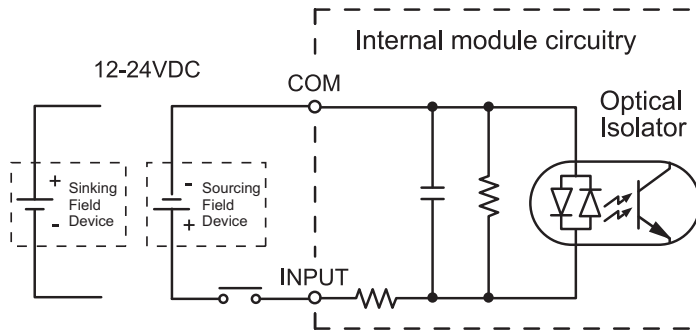 Internal module circuitry
12-24VDC
COM
Optical
Isolator
+
Sinking
Field
Device
-
-
Sourcing
Field
Device
+
INPUT